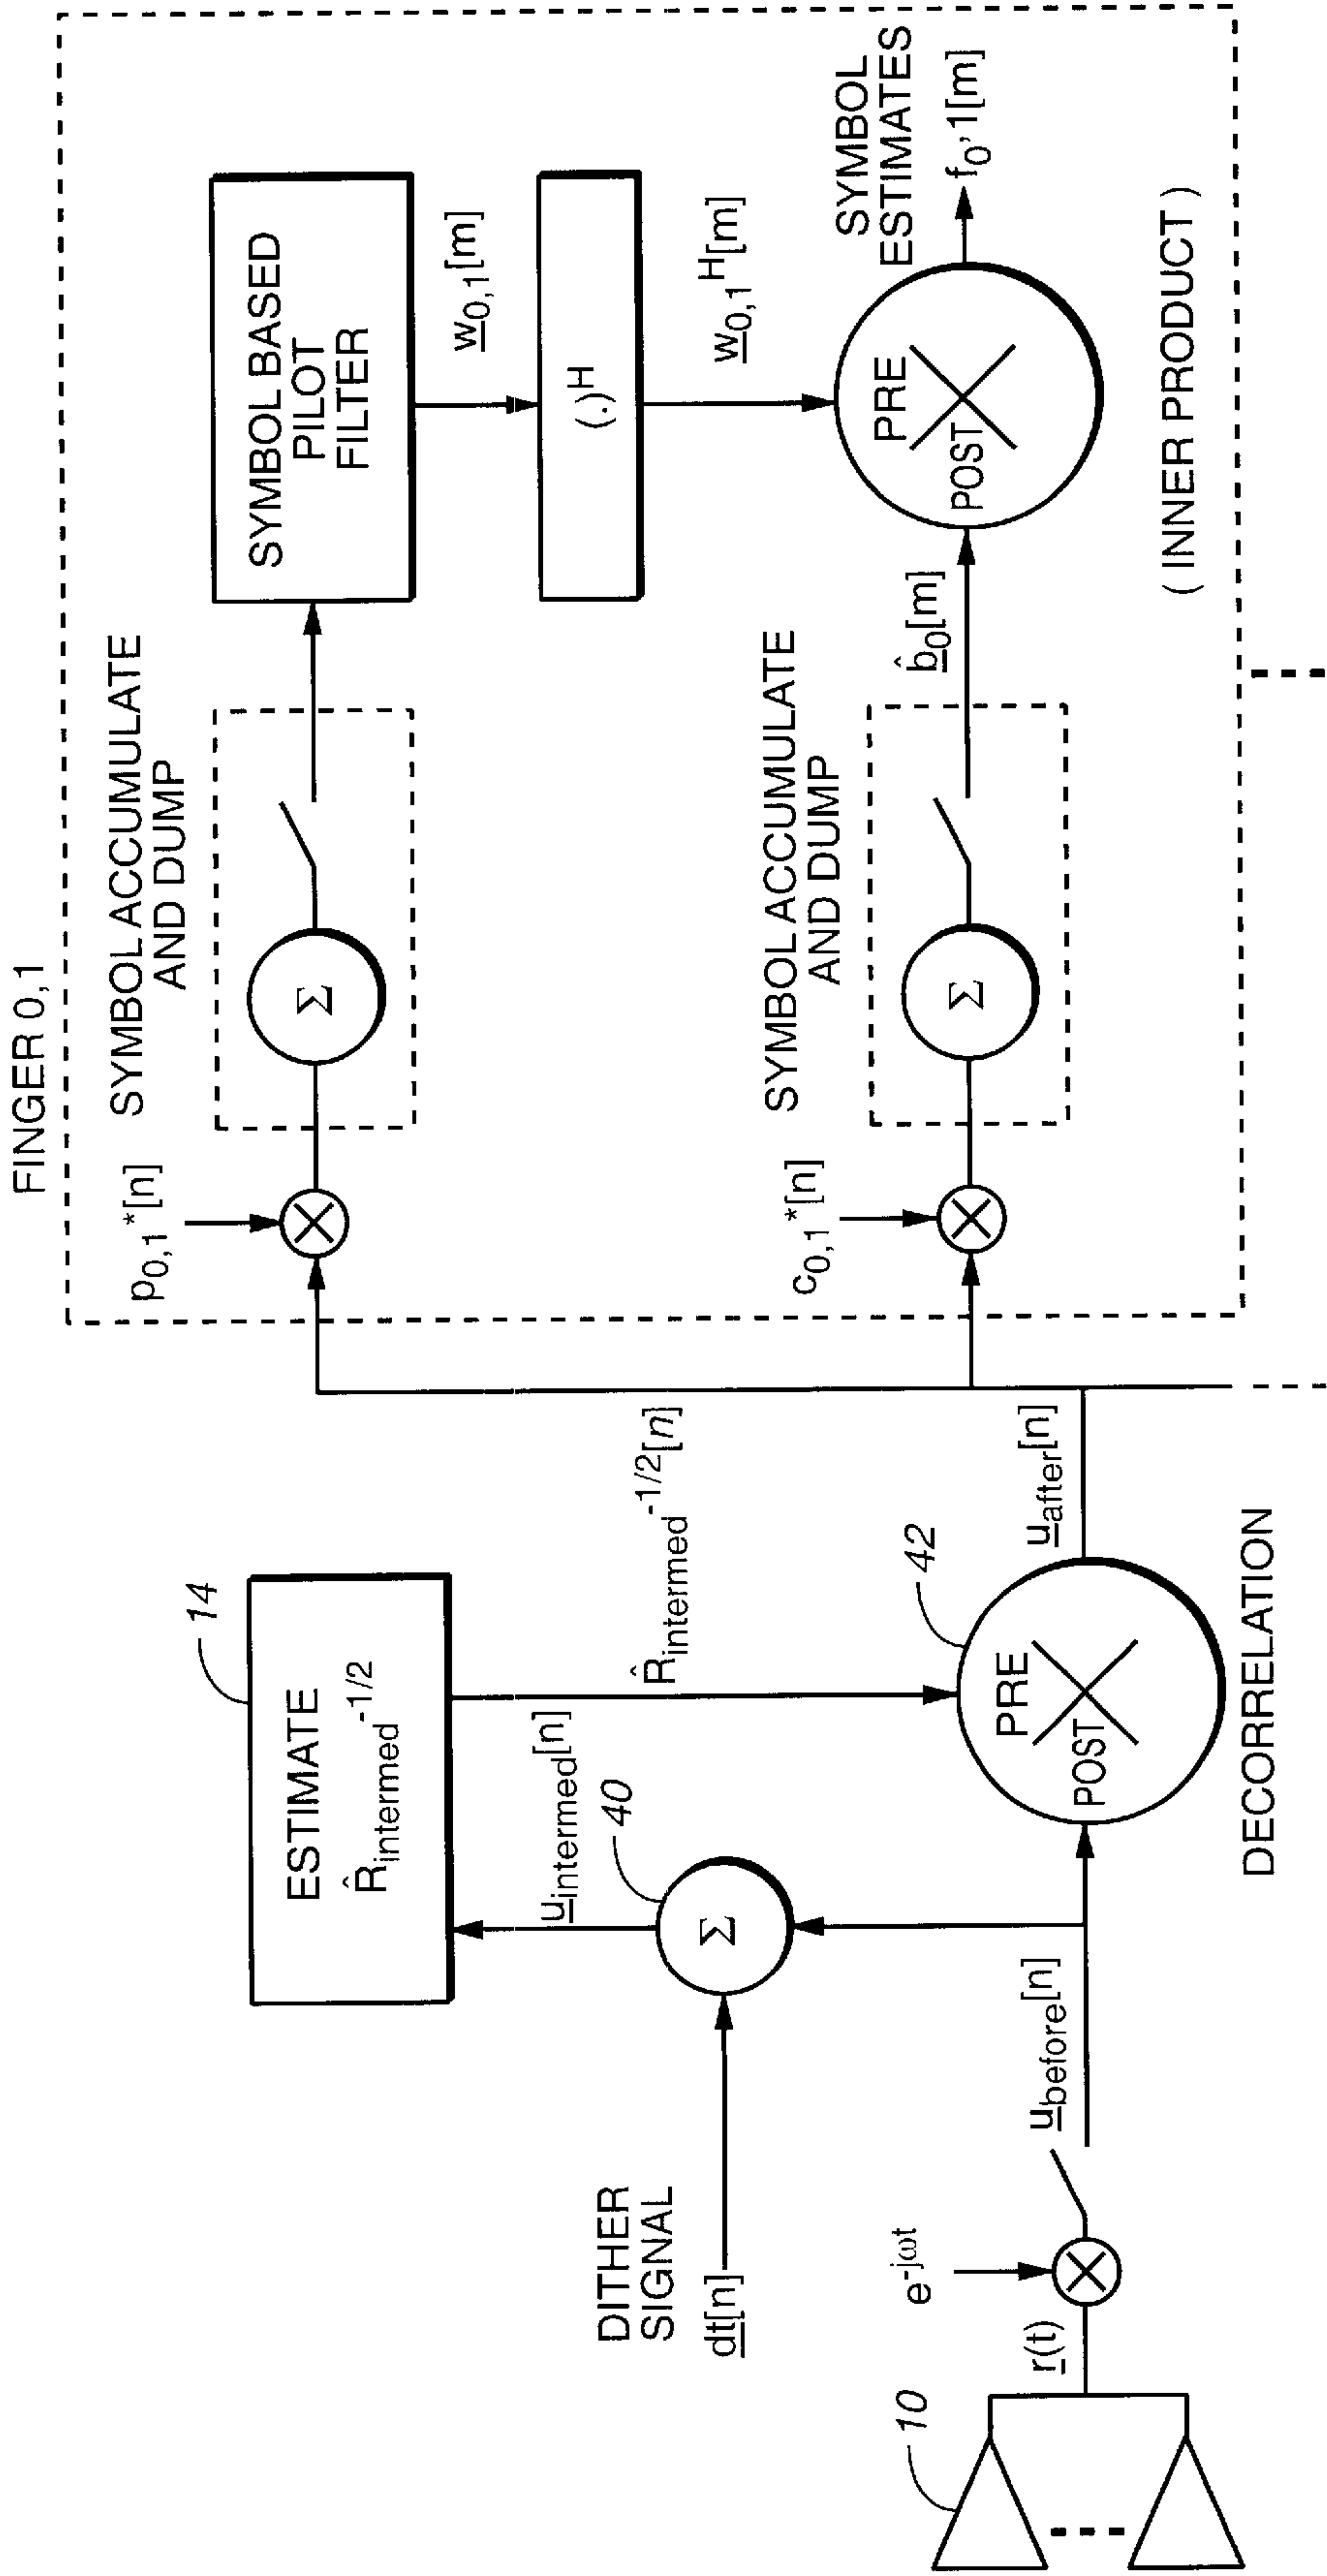 FINGER 0,1
p0,1*[n]
SYMBOL ACCUMULATE
AND DUMP
Σ
SYMBOL BASED
PILOT
FILTER
w0,1[m]
(.)H
w0,1H[m]
c0,1*[n]
SYMBOL ACCUMULATE
AND DUMP
Σ
b̂0[m]
PRE
POST
SYMBOL
ESTIMATES
f0,1[m]
( INNER PRODUCT )
14
ESTIMATE
R̂intermed-1/2
uintermed[n]
R̂intermed-1/2[n]
40
Σ
DITHER
SIGNAL
dt[n]
42
PRE
POST
uafter[n]
DECORRELATION
10
r(t)
e-jωt
ubefore[n]